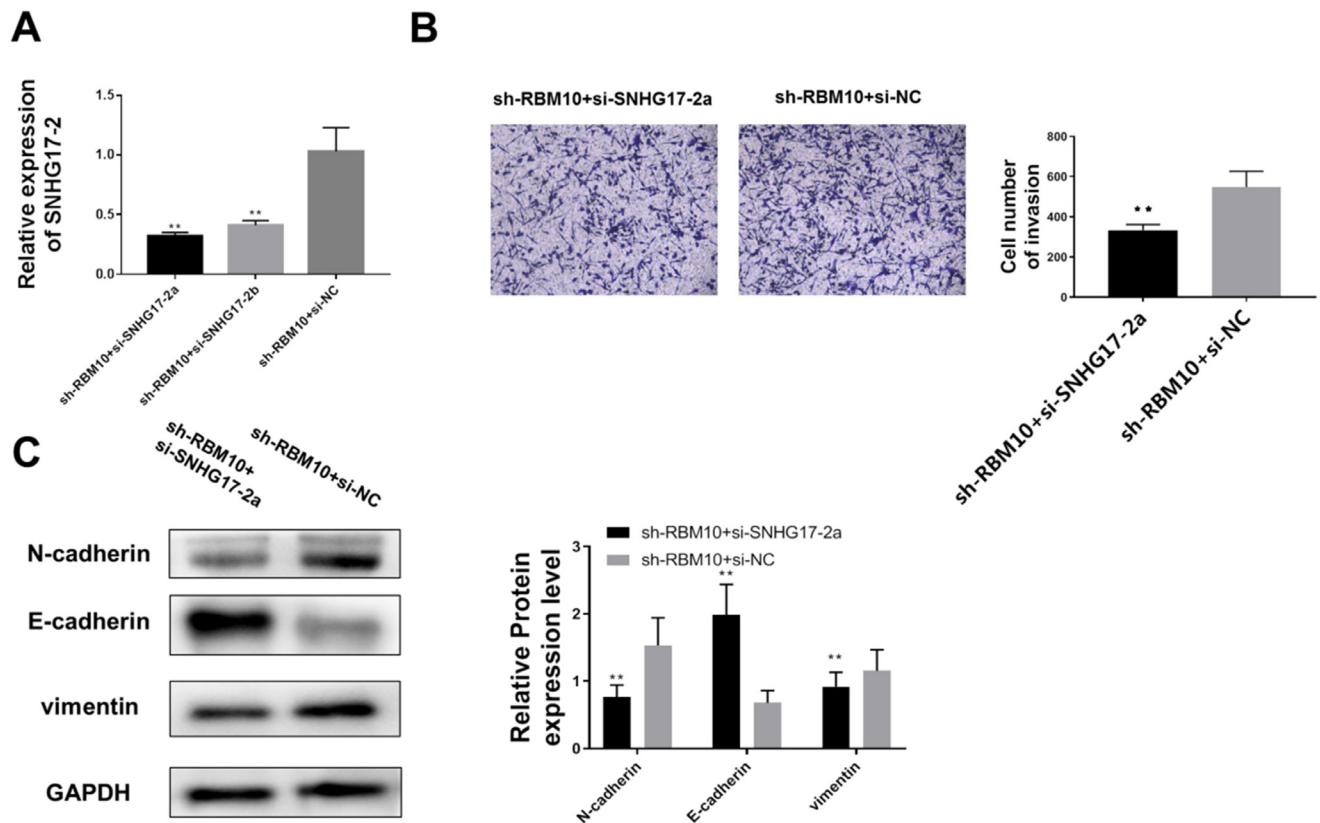 A
Relative expression
of SNHG17-2
1.5
1.0
0.5
0.0
**
**
sh-RBM10+si-SNHG17-2a
sh-RBM10+si-SNHG17-2b
sh-RBM10+si-NC
B
sh-RBM10+si-SNHG17-2a
sh-RBM10+si-NC
Cell number
of invasion
800
600
400
200
0
**
sh-RBM10+si-SNHG17-2a
sh-RBM10+si-NC
C
sh-RBM10+
si-SNHG17-2a
sh-RBM10+si-NC
N-cadherin
E-cadherin
vimentin
GAPDH
Relative Protein
expression level
sh-RBM10+si-SNHG17-2a
sh-RBM10+si-NC
3
2
1
0
**
**
**
N-cadherin
E-cadherin
vimentin